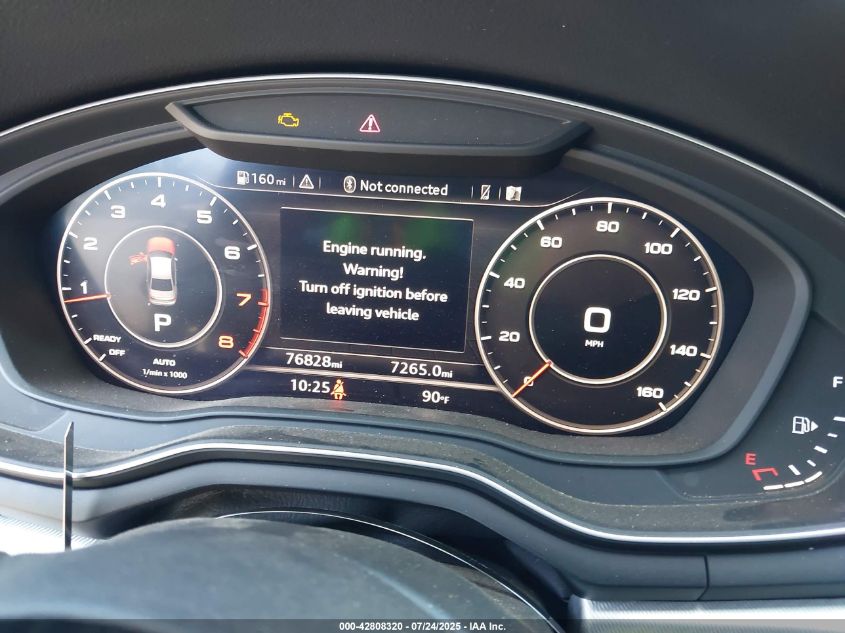 160 mi
Not connected
Engine running.
Warning!
Turn off ignition before
leaving vehicle
1 2 3 4 5 6 7 8
READY
OFF
P
AUTO
1/min x 1000
0 20 40 60 80 100 120 140 160
0
MPH
76828mi
7265.0mi
10:25
90°F
F
E
000-42808320 / 07/24/2025 - IAA Inc.